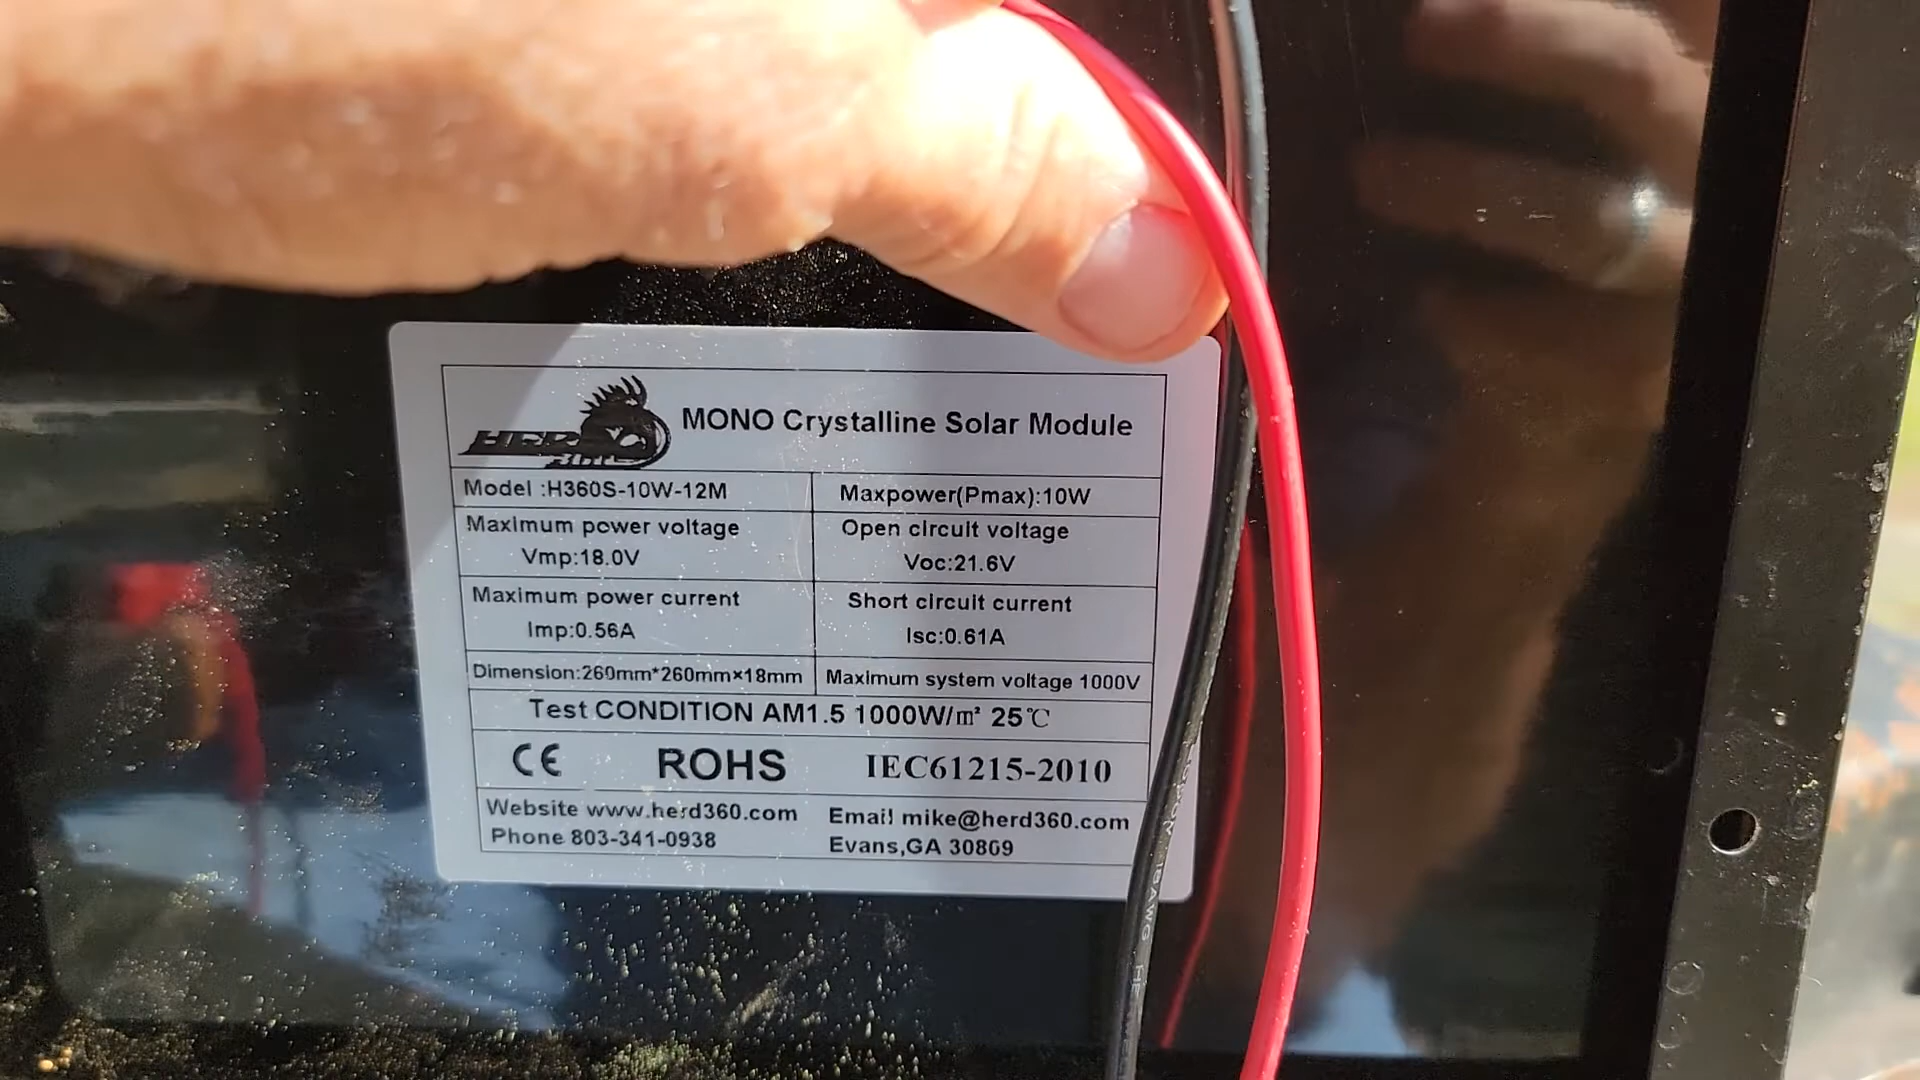 HERD 360
MONO Crystalline Solar Module
Model :H360S-10W-12M
Maxpower(Pmax):10W
Maximum power voltage
Vmp:18.0V
Open circuit voltage
Voc:21.6V
Maximum power current
Imp:0.56A
Short circuit current
Isc:0.61A
Dimension:260mm*260mm×18mm
Maximum system voltage 1000V
Test CONDITION AM1.5 1000W/m² 25℃
CE ROHS IEC61215-2010
Website www.herd360.com
Phone 803-341-0938
Email mike@herd360.com
Evans,GA 30809
18AWG